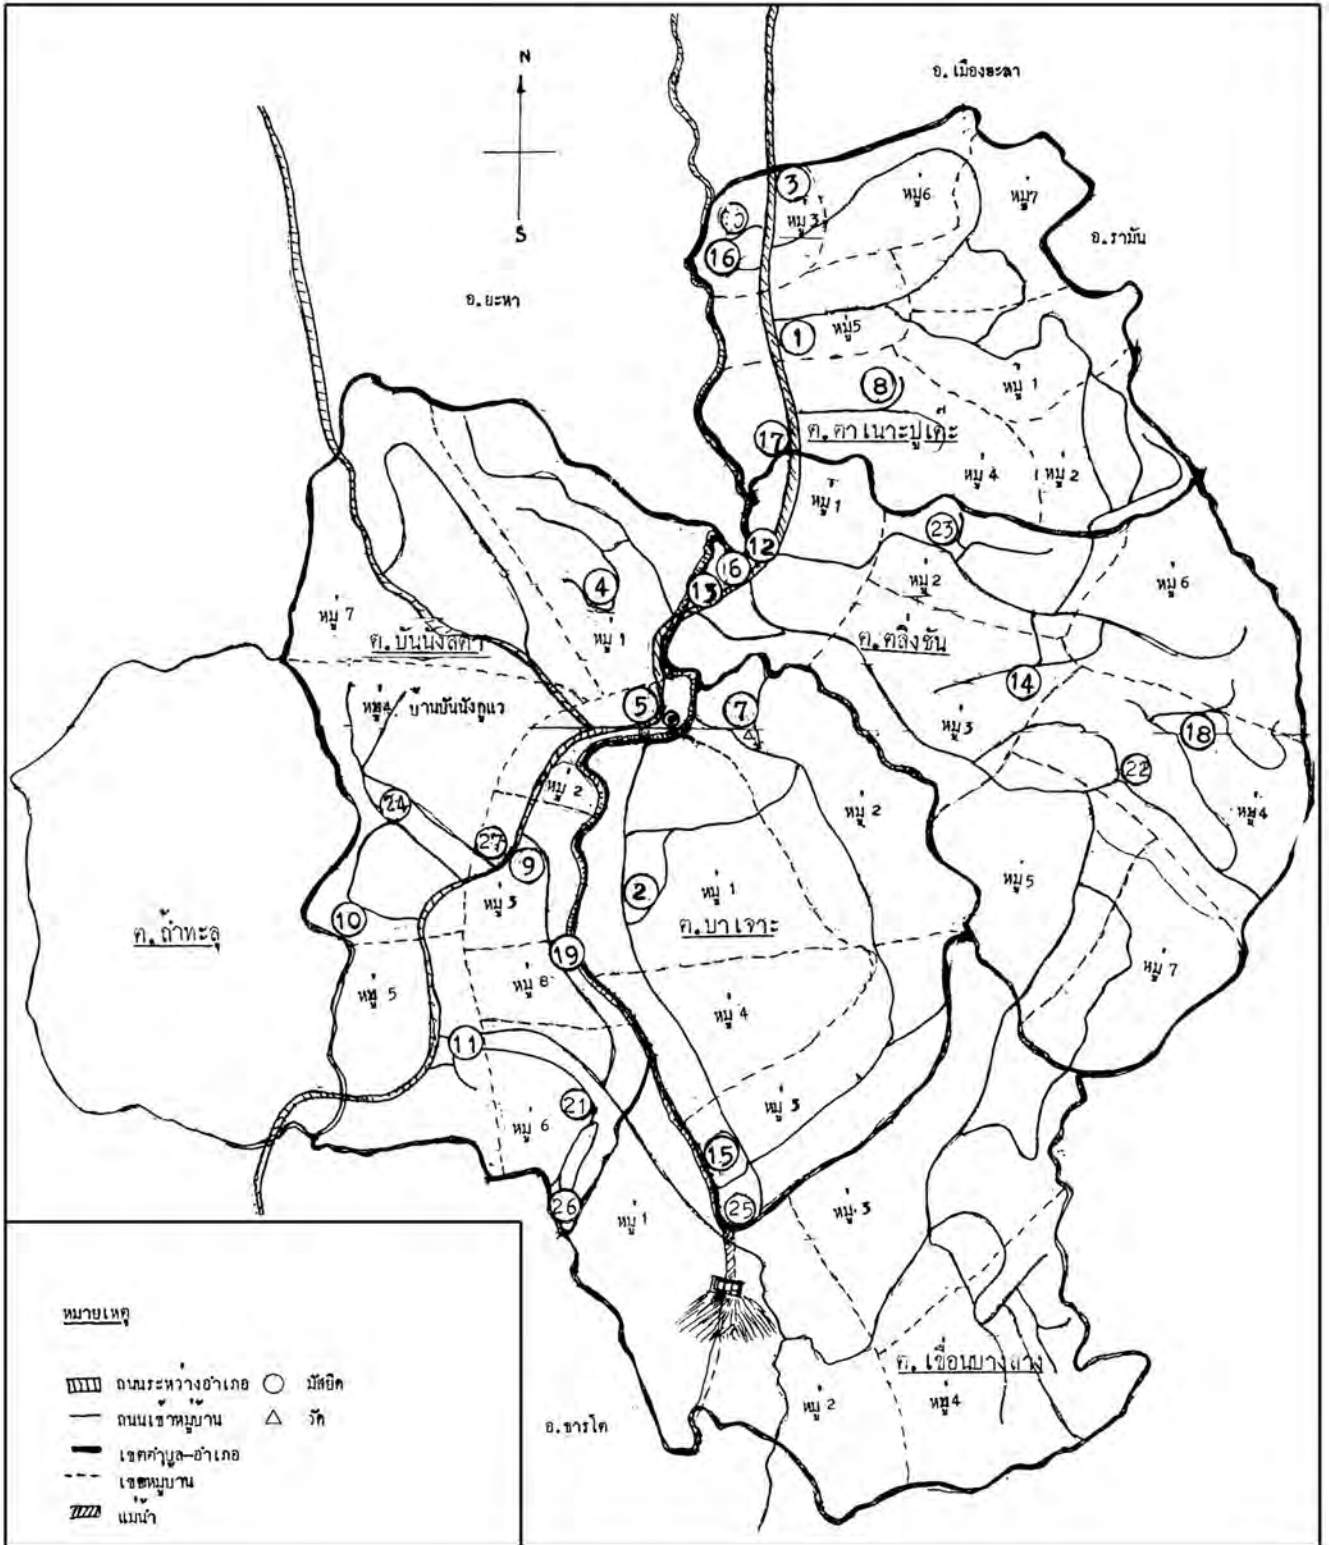 N
S
อ. เมืองยะลา
อ. รามัน
อ. ยะหา
อ. ธารโต
3
หมู่ 3
หมู่ 6
หมู่ 7
16
1
หมู่ 5
8
หมู่ 1
17
ต. ตาเนาะปูเต๊ะ
หมู่ 4
หมู่ 2
หมู่ 1
23
12
6
13
หมู่ 2
หมู่ 6
4
หมู่ 7
หมู่ 1
ต. บันนังสตา
ต. ตลิ่งชัน
14
หมู่ 4 บ้านบันนังกูแว
5
7
หมู่ 3
18
22
หมู่ 2
24
หมู่ 2
หมู่ 4
27
9
2
หมู่ 1
หมู่ 5
หมู่ 3
10
ต. ถ้ำทะลุ
ต. บาเจาะ
19
หมู่ 7
หมู่ 5
หมู่ 8
หมู่ 4
11
21
หมู่ 6
หมู่ 3
15
26
หมู่ 1
25
หมู่ 3
ต. เขื่อนบางลาง
หมู่ 2
หมู่ 4
หมายเหตุ
ถนนระหว่างอำเภอ
มัสยิด
ถนนเข้าหมู่บ้าน
วัด
เขตตำบล-อำเภอ
เขตหมู่บ้าน
แม่น้ำ